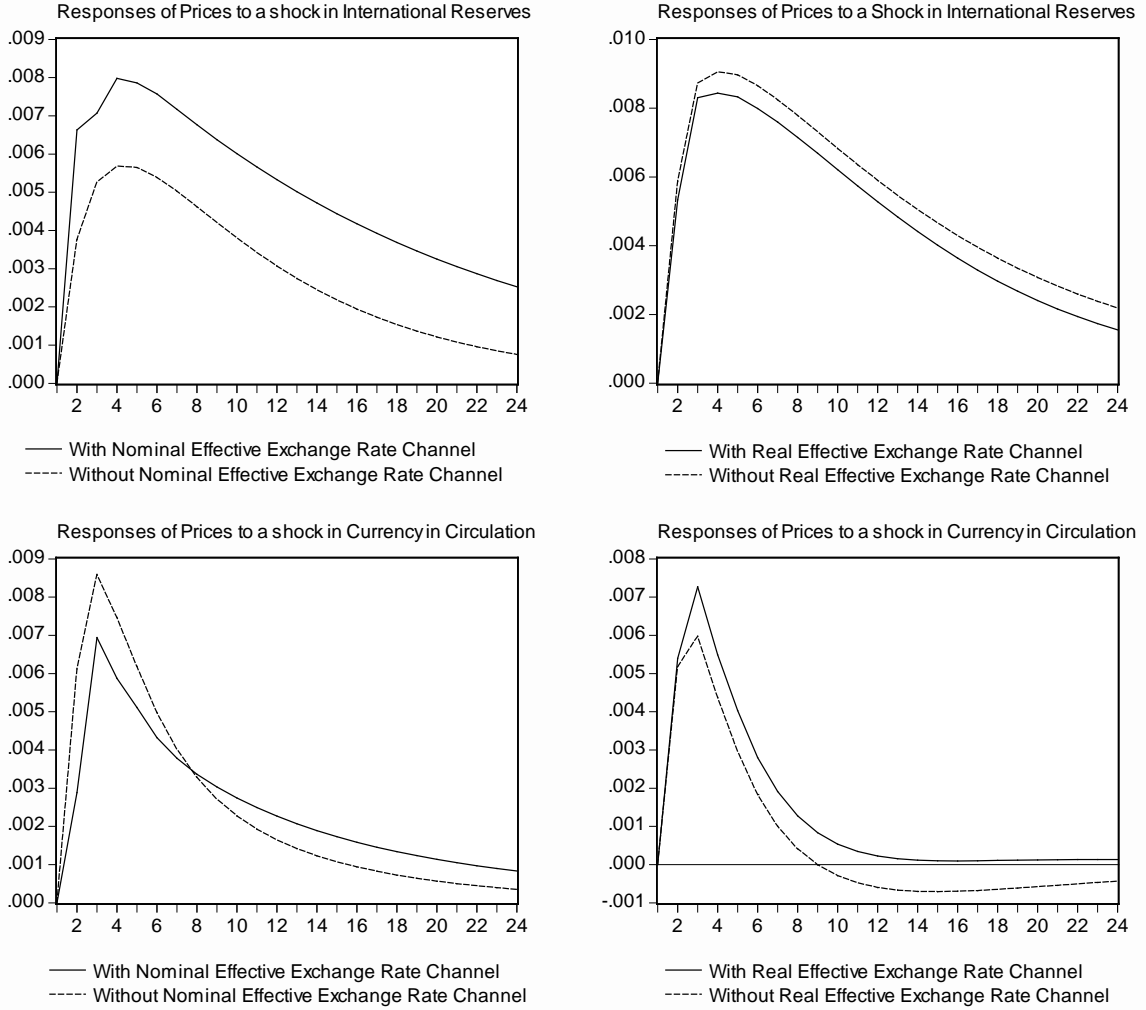 Responses of Prices to a shock in International Reserves
.009
.008
.007
.006
.005
.004
.003
.002
.001
.000
2 4 6 8 10 12 14 16 18 20 22 24
With Nominal Effective Exchange Rate Channel
Without Nominal Effective Exchange Rate Channel
Responses of Prices to a Shock in International Reserves
.010
.008
.006
.004
.002
.000
2 4 6 8 10 12 14 16 18 20 22 24
With Real Effective Exchange Rate Channel
Without Real Effective Exchange Rate Channel
Responses of Prices to a shock in Currency in Circulation
.009
.008
.007
.006
.005
.004
.003
.002
.001
.000
2 4 6 8 10 12 14 16 18 20 22 24
With Nominal Effective Exchange Rate Channel
Without Nominal Effective Exchange Rate Channel
Responses of Prices to a shock in Currency in Circulation
.008
.007
.006
.005
.004
.003
.002
.001
.000
-.001
2 4 6 8 10 12 14 16 18 20 22 24
With Real Effective Exchange Rate Channel
Without Real Effective Exchange Rate Channel